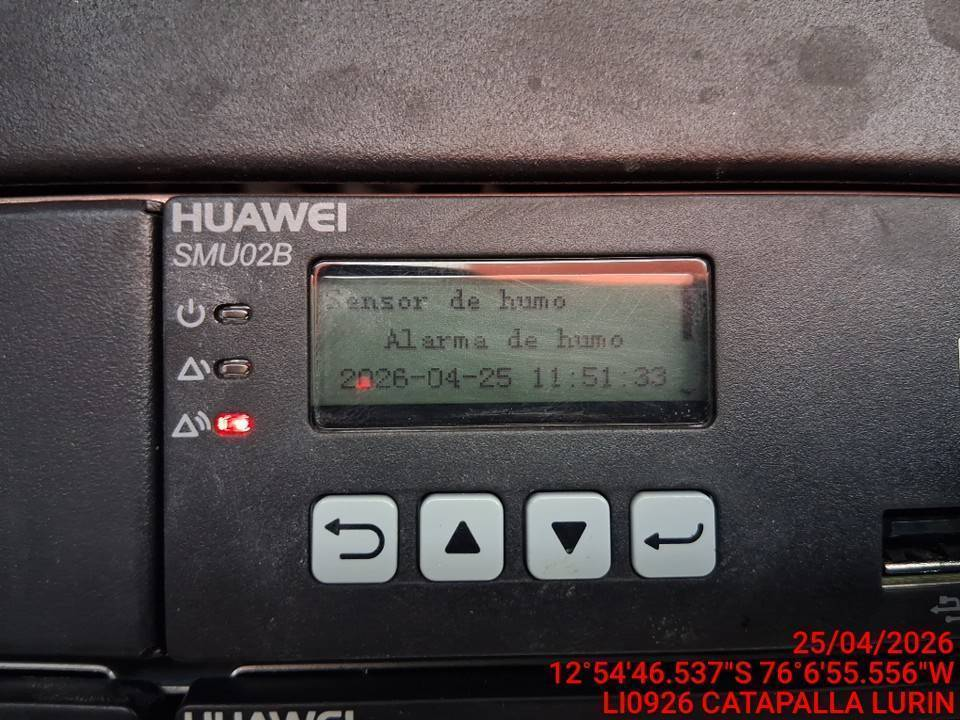 HUAWEI
SMU02B
Sensor de humo
Alarma de humo
2026-04-25 11:51:33
25/04/2026
12°54'46.537"S 76°6'55.556"W
LI0926 CATAPALLA LURIN
HUAWEI